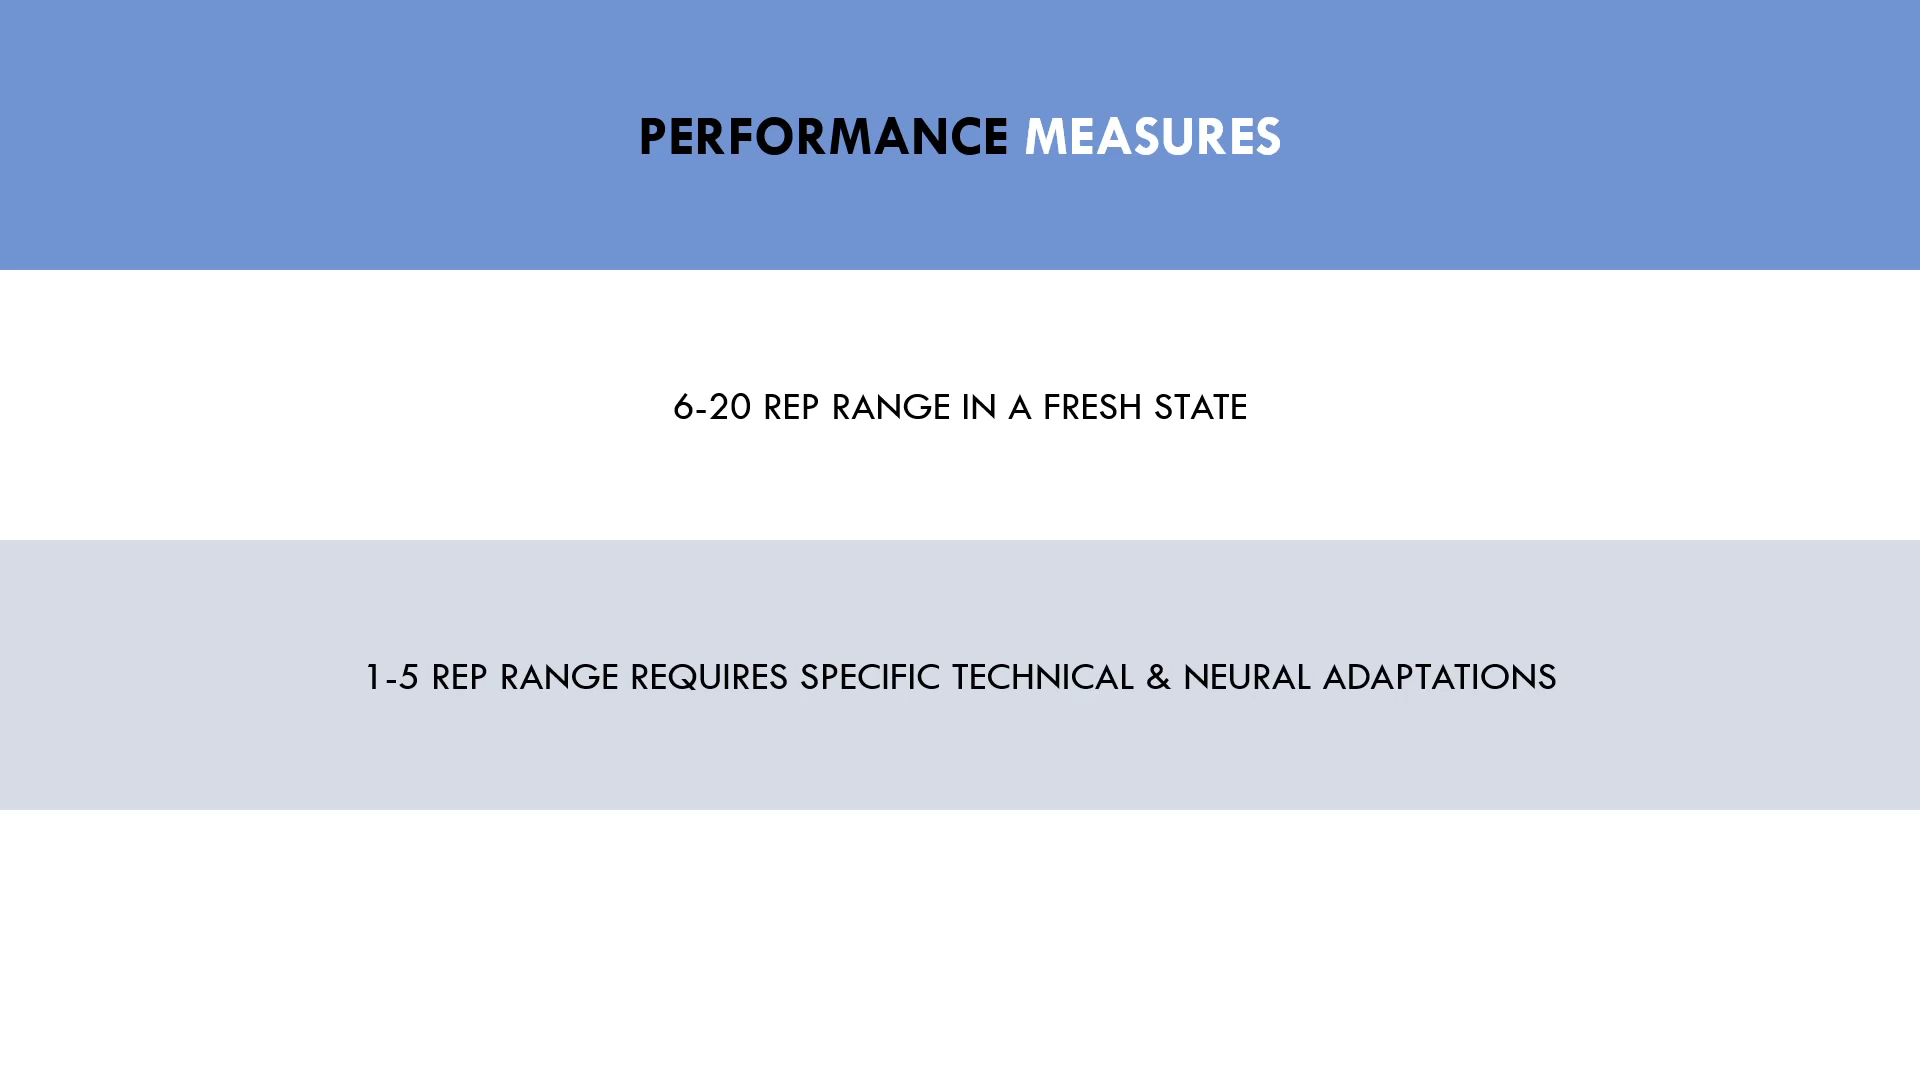 PERFORMANCE MEASURES
6-20 REP RANGE IN A FRESH STATE
1-5 REP RANGE REQUIRES SPECIFIC TECHNICAL & NEURAL ADAPTATIONS